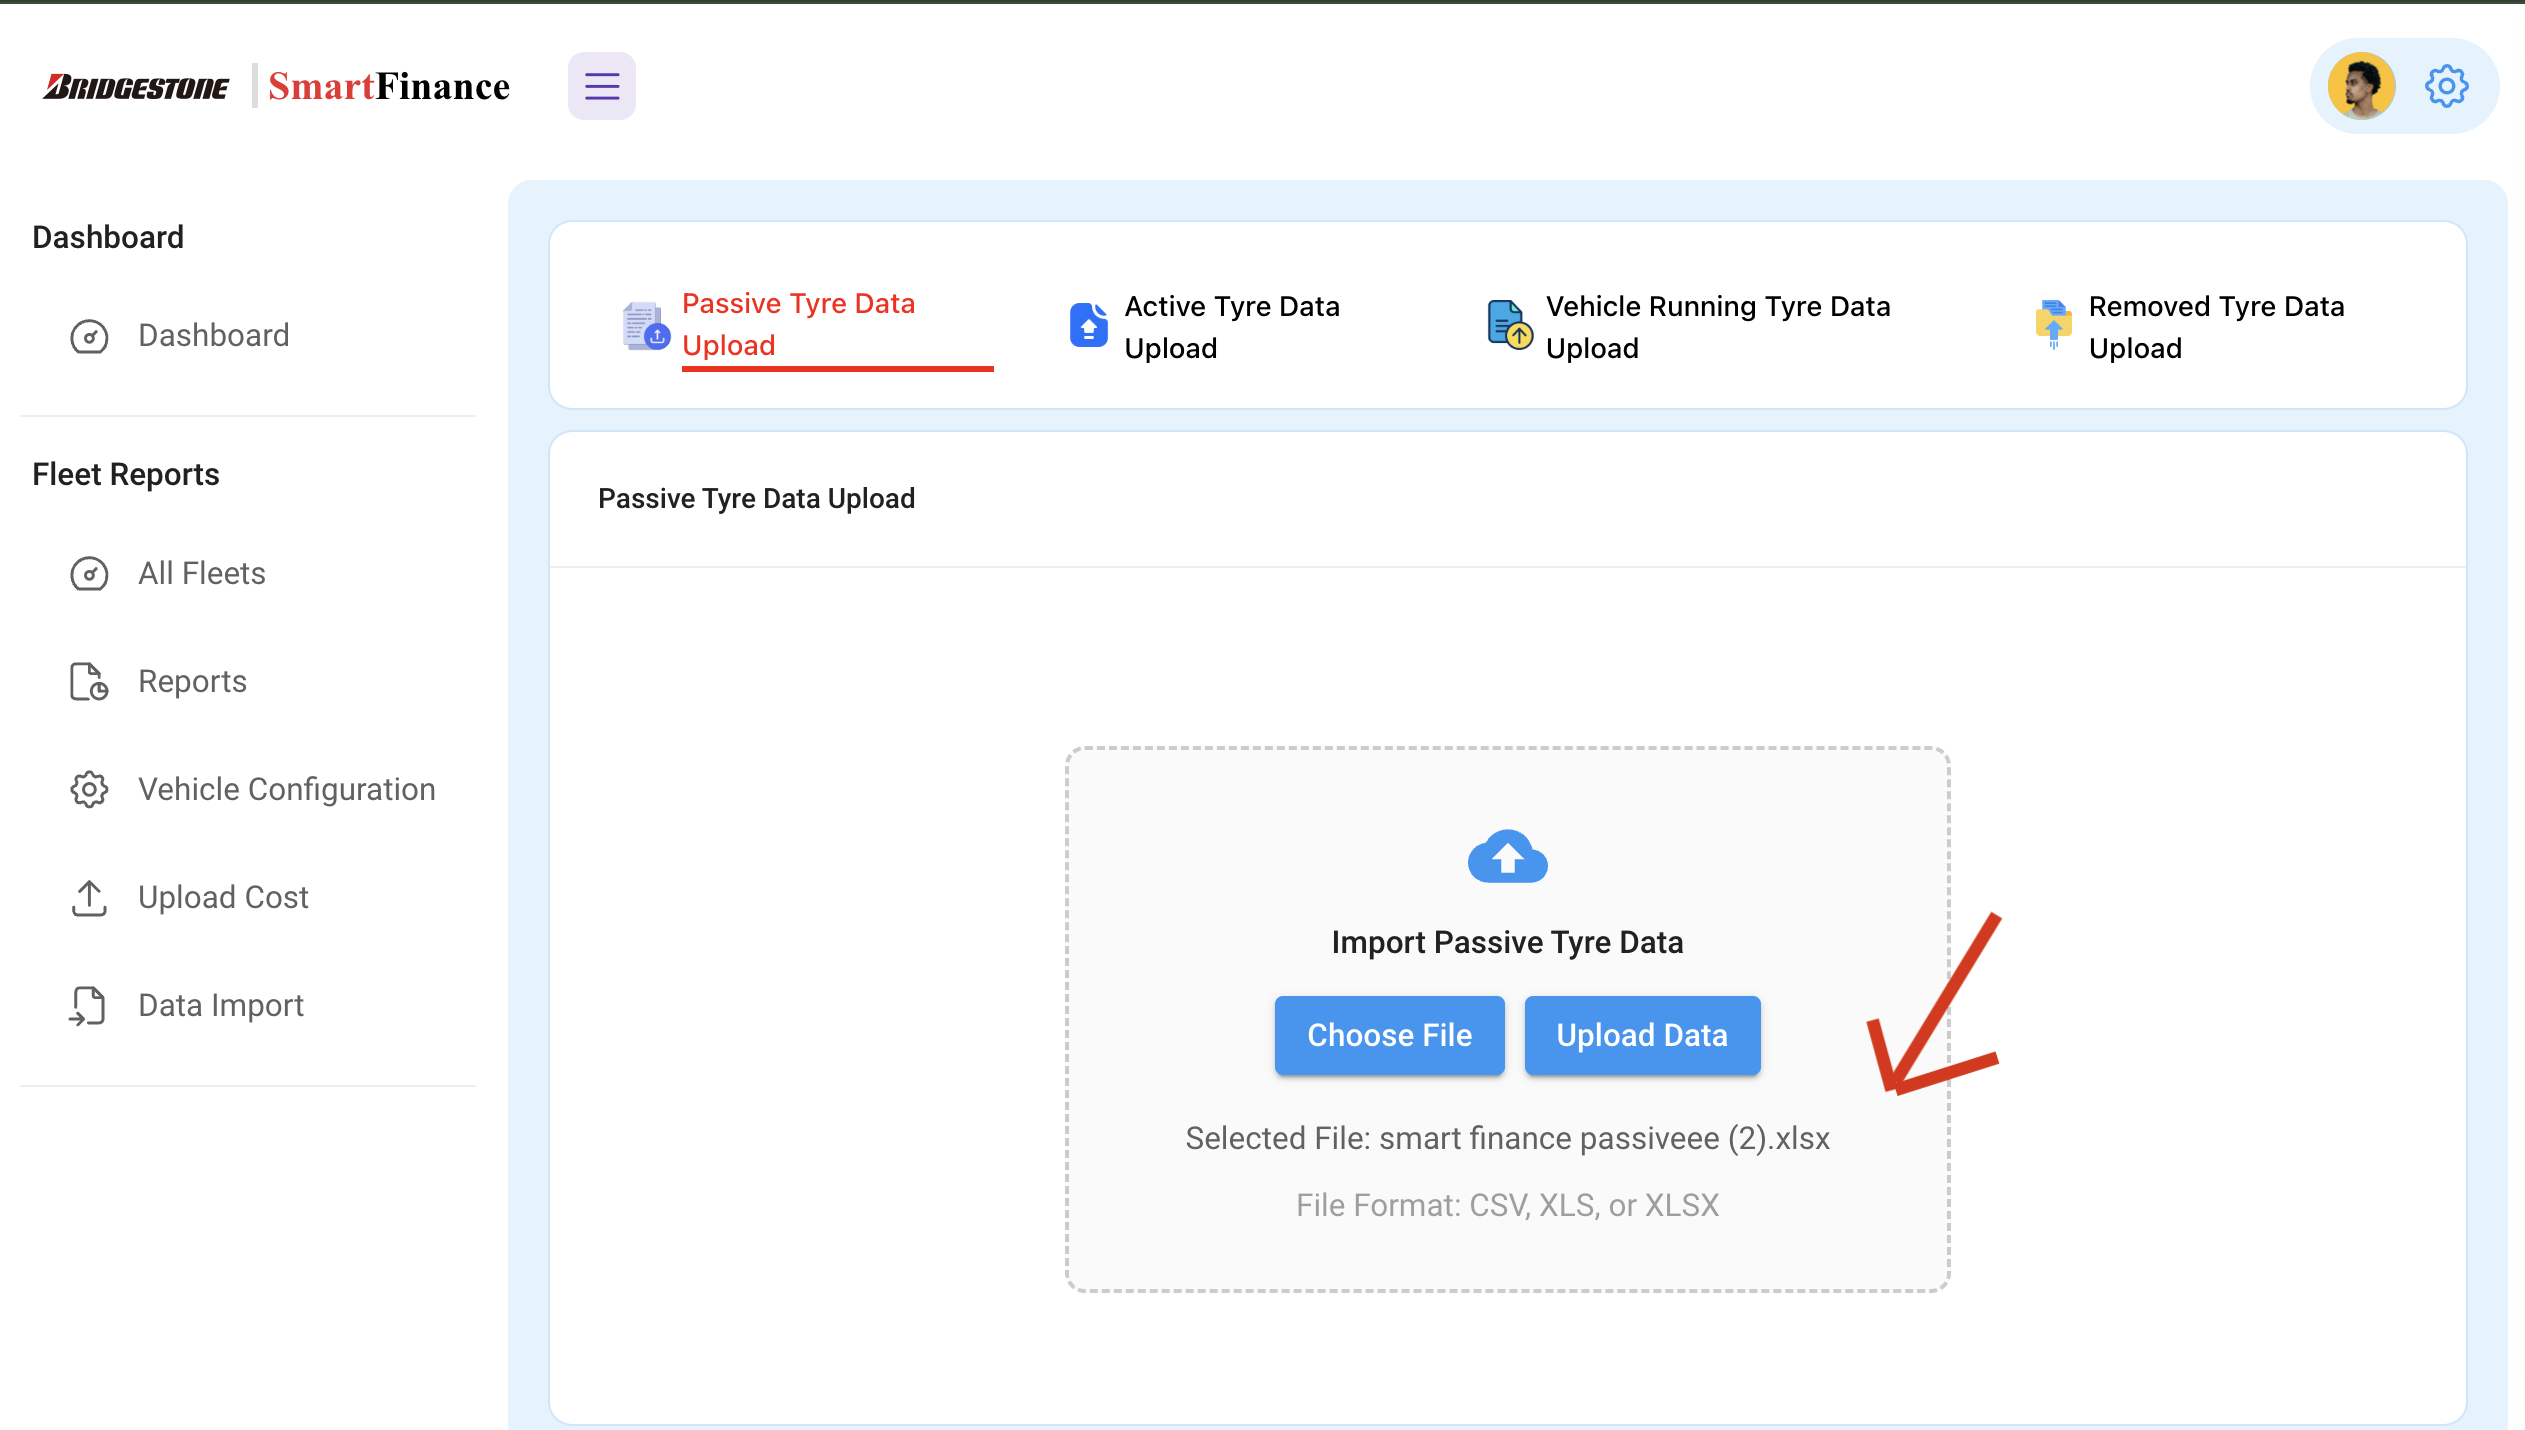 BRIDGESTONE
SmartFinance
Dashboard
Dashboard
Fleet Reports
All Fleets
Reports
Vehicle Configuration
Upload Cost
Data Import
Passive Tyre Data
Upload
Active Tyre Data
Upload
Vehicle Running Tyre Data
Upload
Removed Tyre Data
Upload
Passive Tyre Data Upload
Import Passive Tyre Data
Choose File
Upload Data
Selected File: smart finance passiveee (2).xlsx
File Format: CSV, XLS, or XLSX